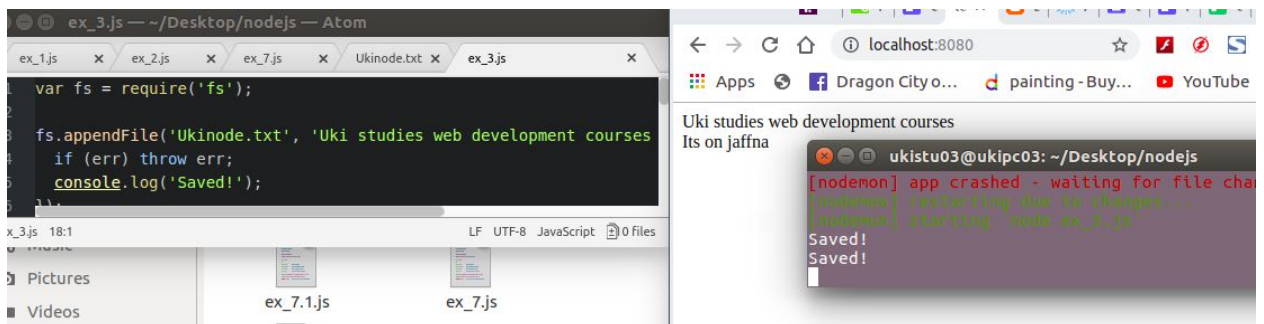 ex_3.js — ~/Desktop/nodejs — Atom
ex_1.js ex_2.js ex_7.js Ukinode.txt ex_3.js
var fs = require('fs');
fs.appendFile('Ukinode.txt', 'Uki studies web development courses
if (err) throw err;
console.log('Saved!');
x_3.js 18:1 LF UTF-8 JavaScript 0 files
Pictures
Videos
ex_7.1.js ex_7.js
localhost:8080
Apps Dragon City o... painting - Buy... YouTube
Uki studies web development courses
Its on jaffna
ukistu03@ukipc03: ~/Desktop/nodejs
[nodemon] app crashed - waiting for file chan
[nodemon] restarting due to changes...
[nodemon] starting `node ex_3.js`
Saved!
Saved!